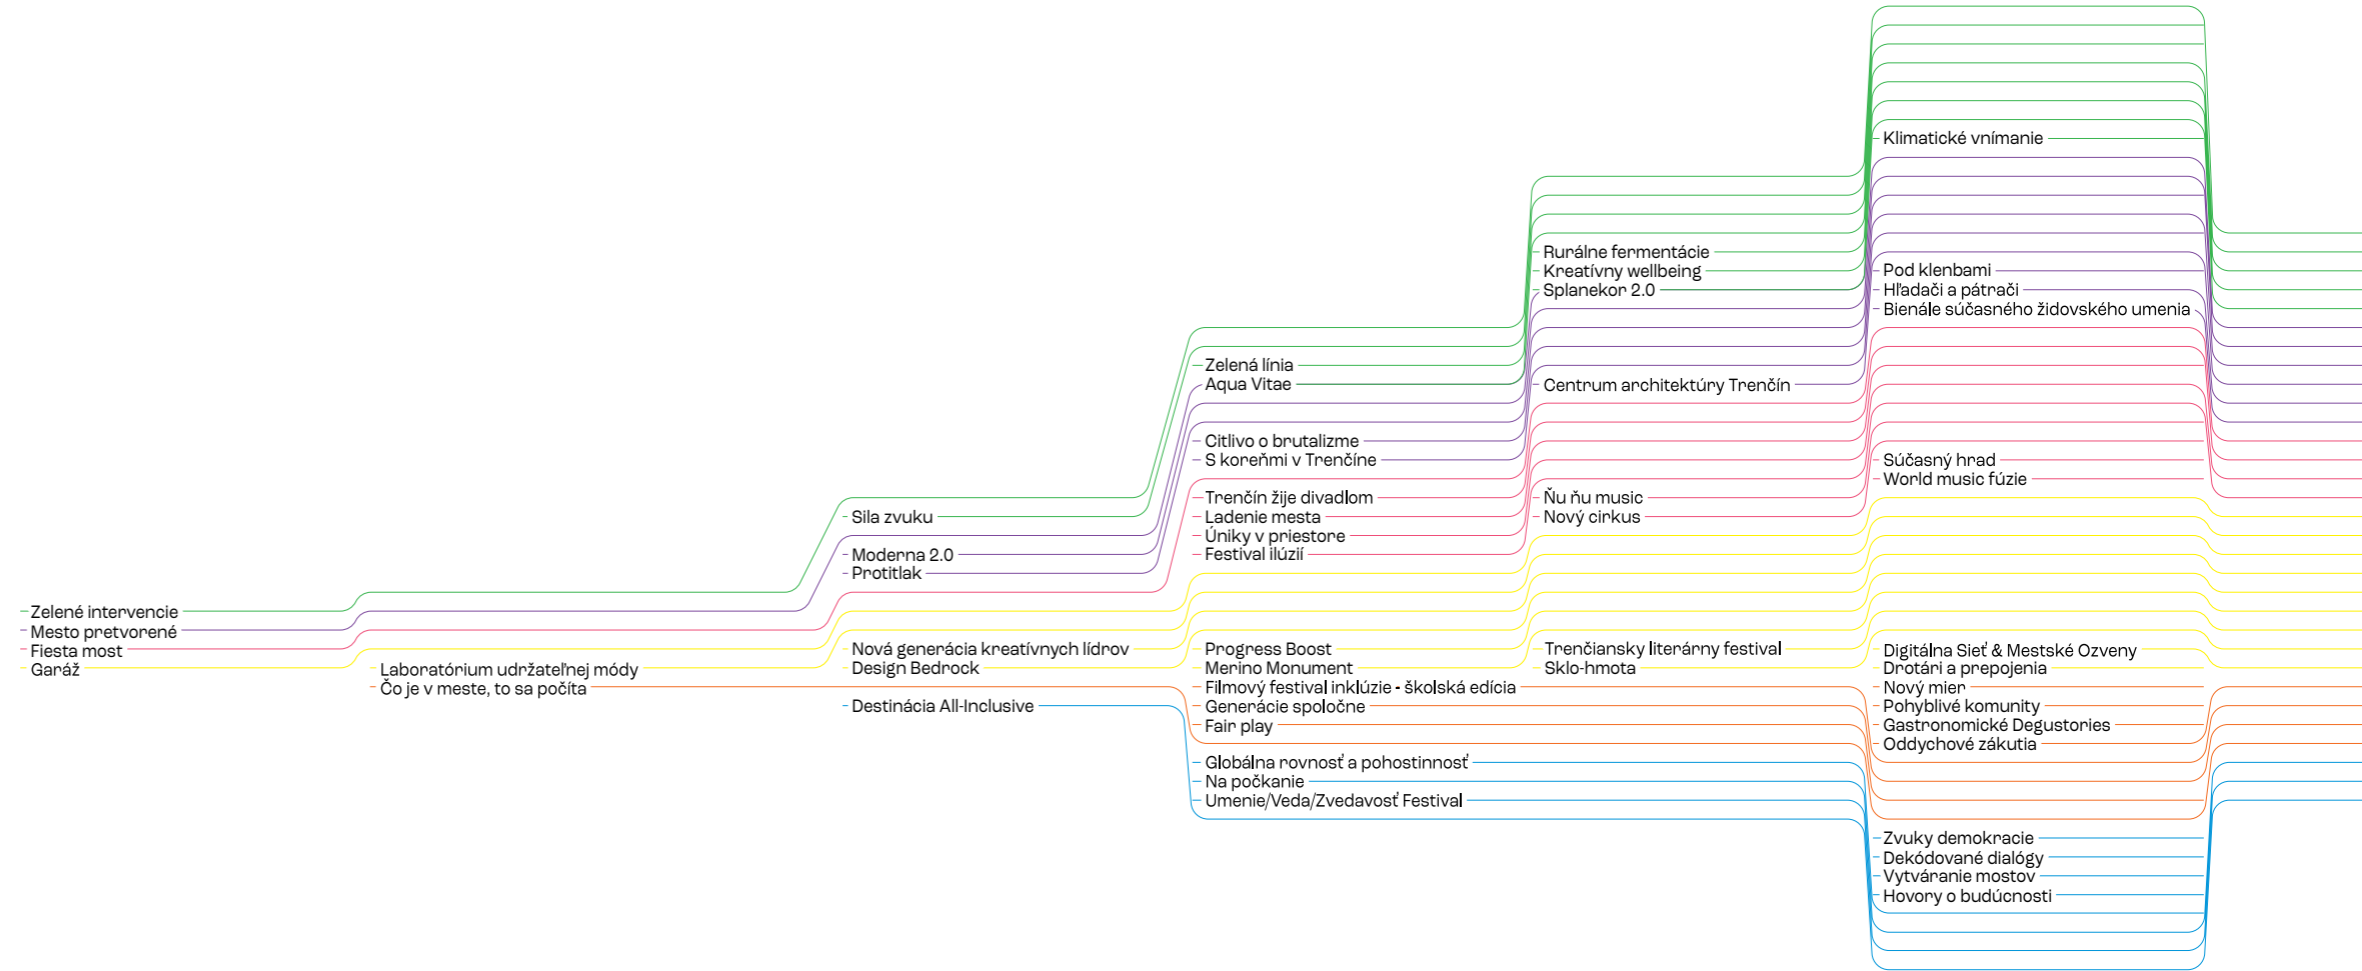 Zelené intervencie
Mesto pretvorené
Fiesta most
Garáž
Laboratórium udržateľnej módy
Čo je v meste, to sa počíta
Sila zvuku
Moderna 2.0
Protitlak
Nová generácia kreatívnych lídrov
Design Bedrock
Destinácia All-Inclusive
Zelená línia
Aqua Vitae
Citlivo o brutalizme
S koreňmi v Trenčíne
Trenčín žije divadlom
Ladenie mesta
Úniky v priestore
Festival ilúzií
Progress Boost
Merino Monument
Filmový festival inklúzie - školská edícia
Generácie spoločne
Fair play
Globálna rovnosť a pohostinnosť
Na počkanie
Umenie/Veda/Zvedavosť Festival
Rurálne fermentácie
Kreatívny wellbeing
Splanekor 2.0
Centrum architektúry Trenčín
Ňu ňu music
Nový cirkus
Trenčiansky literárny festival
Sklo-hmota
Klimatické vnímanie
Pod klenbami
Hľadači a pátrači
Bienále súčasného židovského umenia
Súčasný hrad
World music fúzie
Digitálna Sieť & Mestské Ozveny
Drotári a prepojenia
Nový mier
Pohyblivé komunity
Gastronomické Degustories
Oddychové zákutia
Zvuky demokracie
Dekódované dialógy
Vytváranie mostov
Hovory o budúcnosti